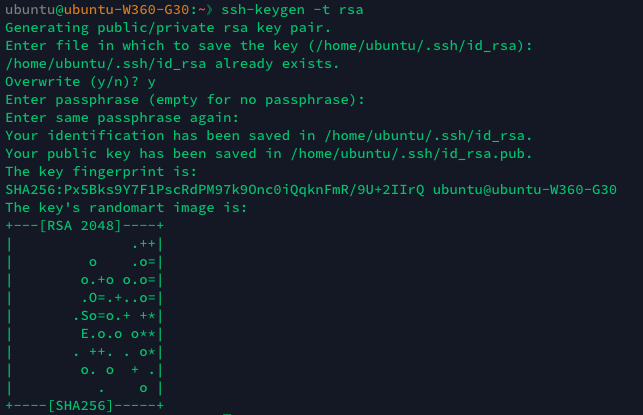 ubuntu@ubuntu-W360-G30:~❯ ssh-keygen -t rsa
Generating public/private rsa key pair.
Enter file in which to save the key (/home/ubuntu/.ssh/id_rsa):
/home/ubuntu/.ssh/id_rsa already exists.
Overwrite (y/n)? y
Enter passphrase (empty for no passphrase):
Enter same passphrase again:
Your identification has been saved in /home/ubuntu/.ssh/id_rsa.
Your public key has been saved in /home/ubuntu/.ssh/id_rsa.pub.
The key fingerprint is:
SHA256:Px5Bks9Y7F1PscRdPM97k9Onc0iQqknFmR/9U+2IIrQ ubuntu@ubuntu-W360-G30
The key's randomart image is:
+---[RSA 2048]----+
|              .++|
|         o    .o=|
|        o.+o o.o=|
|        .O=.+..o=|
|       .So=o.+ +*|
|        E.o.o o**|
|       . ++. . o*|
|        o. o  + .|
|          .    o |
+----[SHA256]-----+